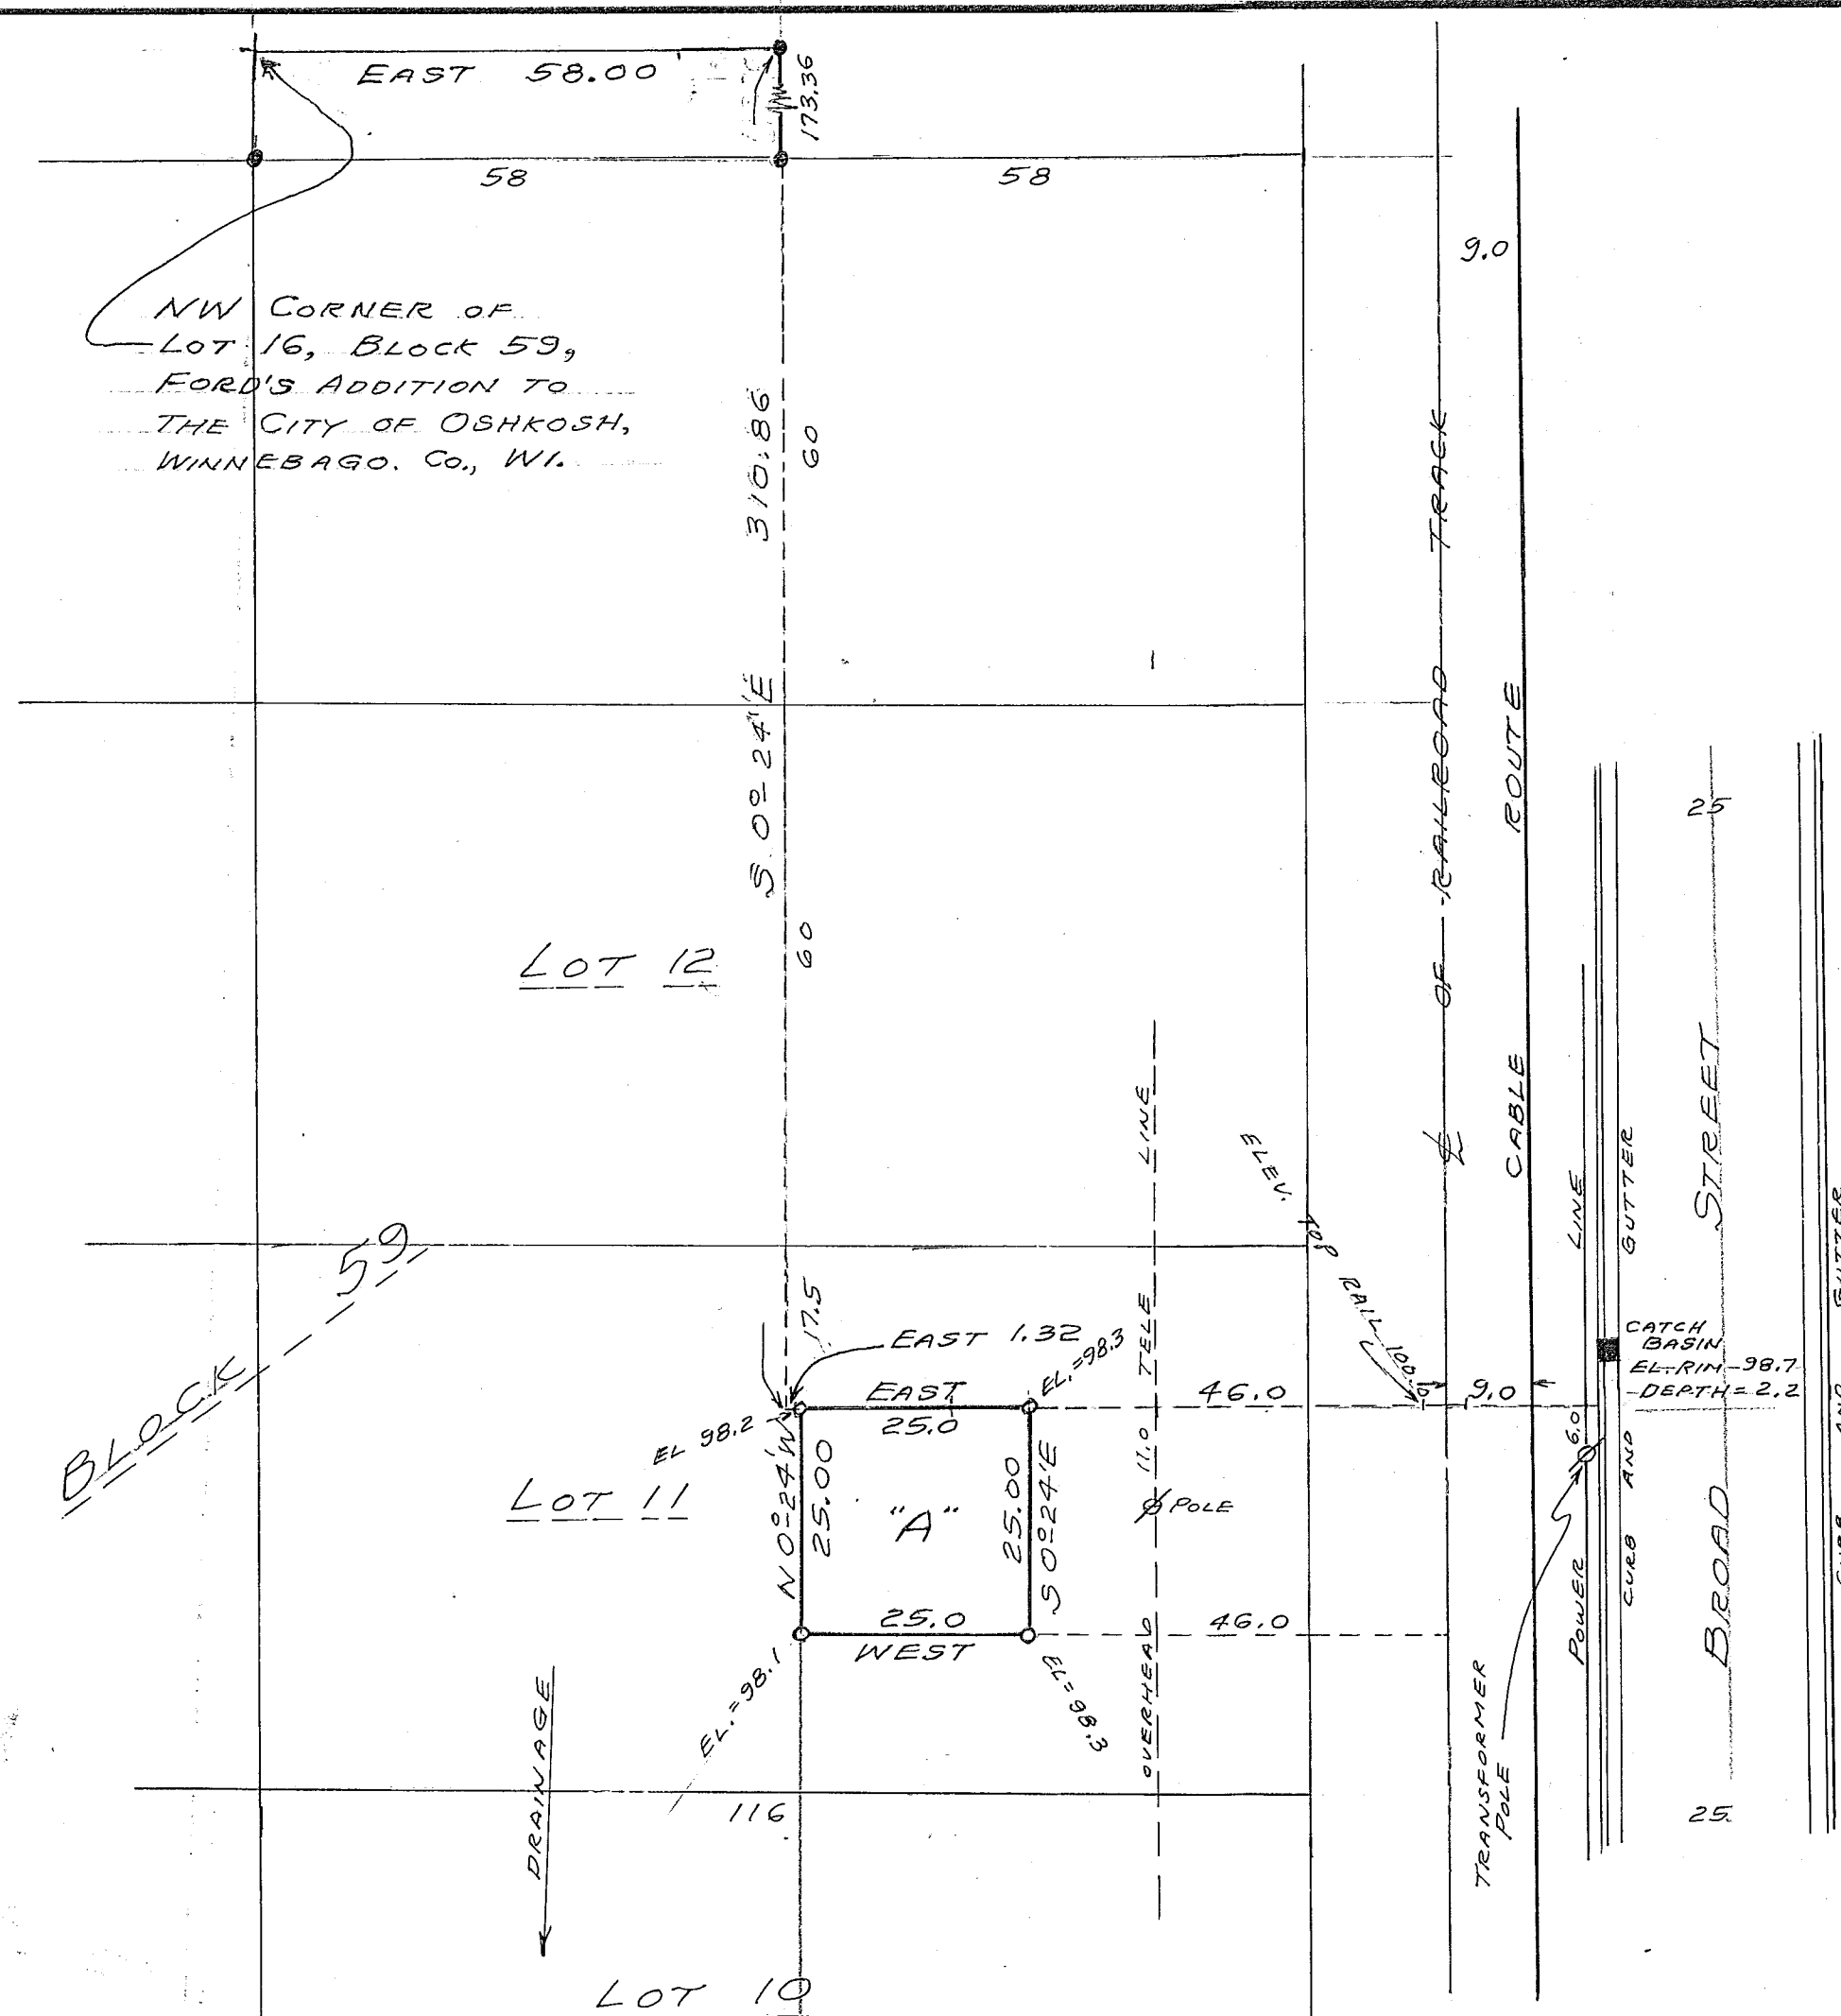 EAST 58.00'
173.36
58
58
9.0
NW CORNER OF
LOT 16, BLOCK 59,
FORD'S ADDITION TO
THE CITY OF OSHKOSH,
WINNEBAGO. CO., WI.
S 0° 24' E 310.86
60
60
LOT 12
℄ OF RAILROAD TRACK
CABLE ROUTE
25
BROAD STREET
25
BLOCK 59
17.5
EAST 1.32
EL 98.2
EL.=98.3
EAST
25.0
46.0
9.0
LOT 11
N 0°24'W
25.00
"A"
25.00
S 0°24'E
25.0
WEST
46.0
EL.=98.1
EL=98.3
OVERHEAD 11.0 TELE LINE
POLE
ELEV.
TOP RAIL 100.0
POWER LINE
6.0
CURB AND GUTTER
CATCH
BASIN
EL. RIM - 98.7
DEPTH = 2.2
CURB AND GUTTER
TRANSFORMER
POLE
DRAINAGE
116
LOT 10